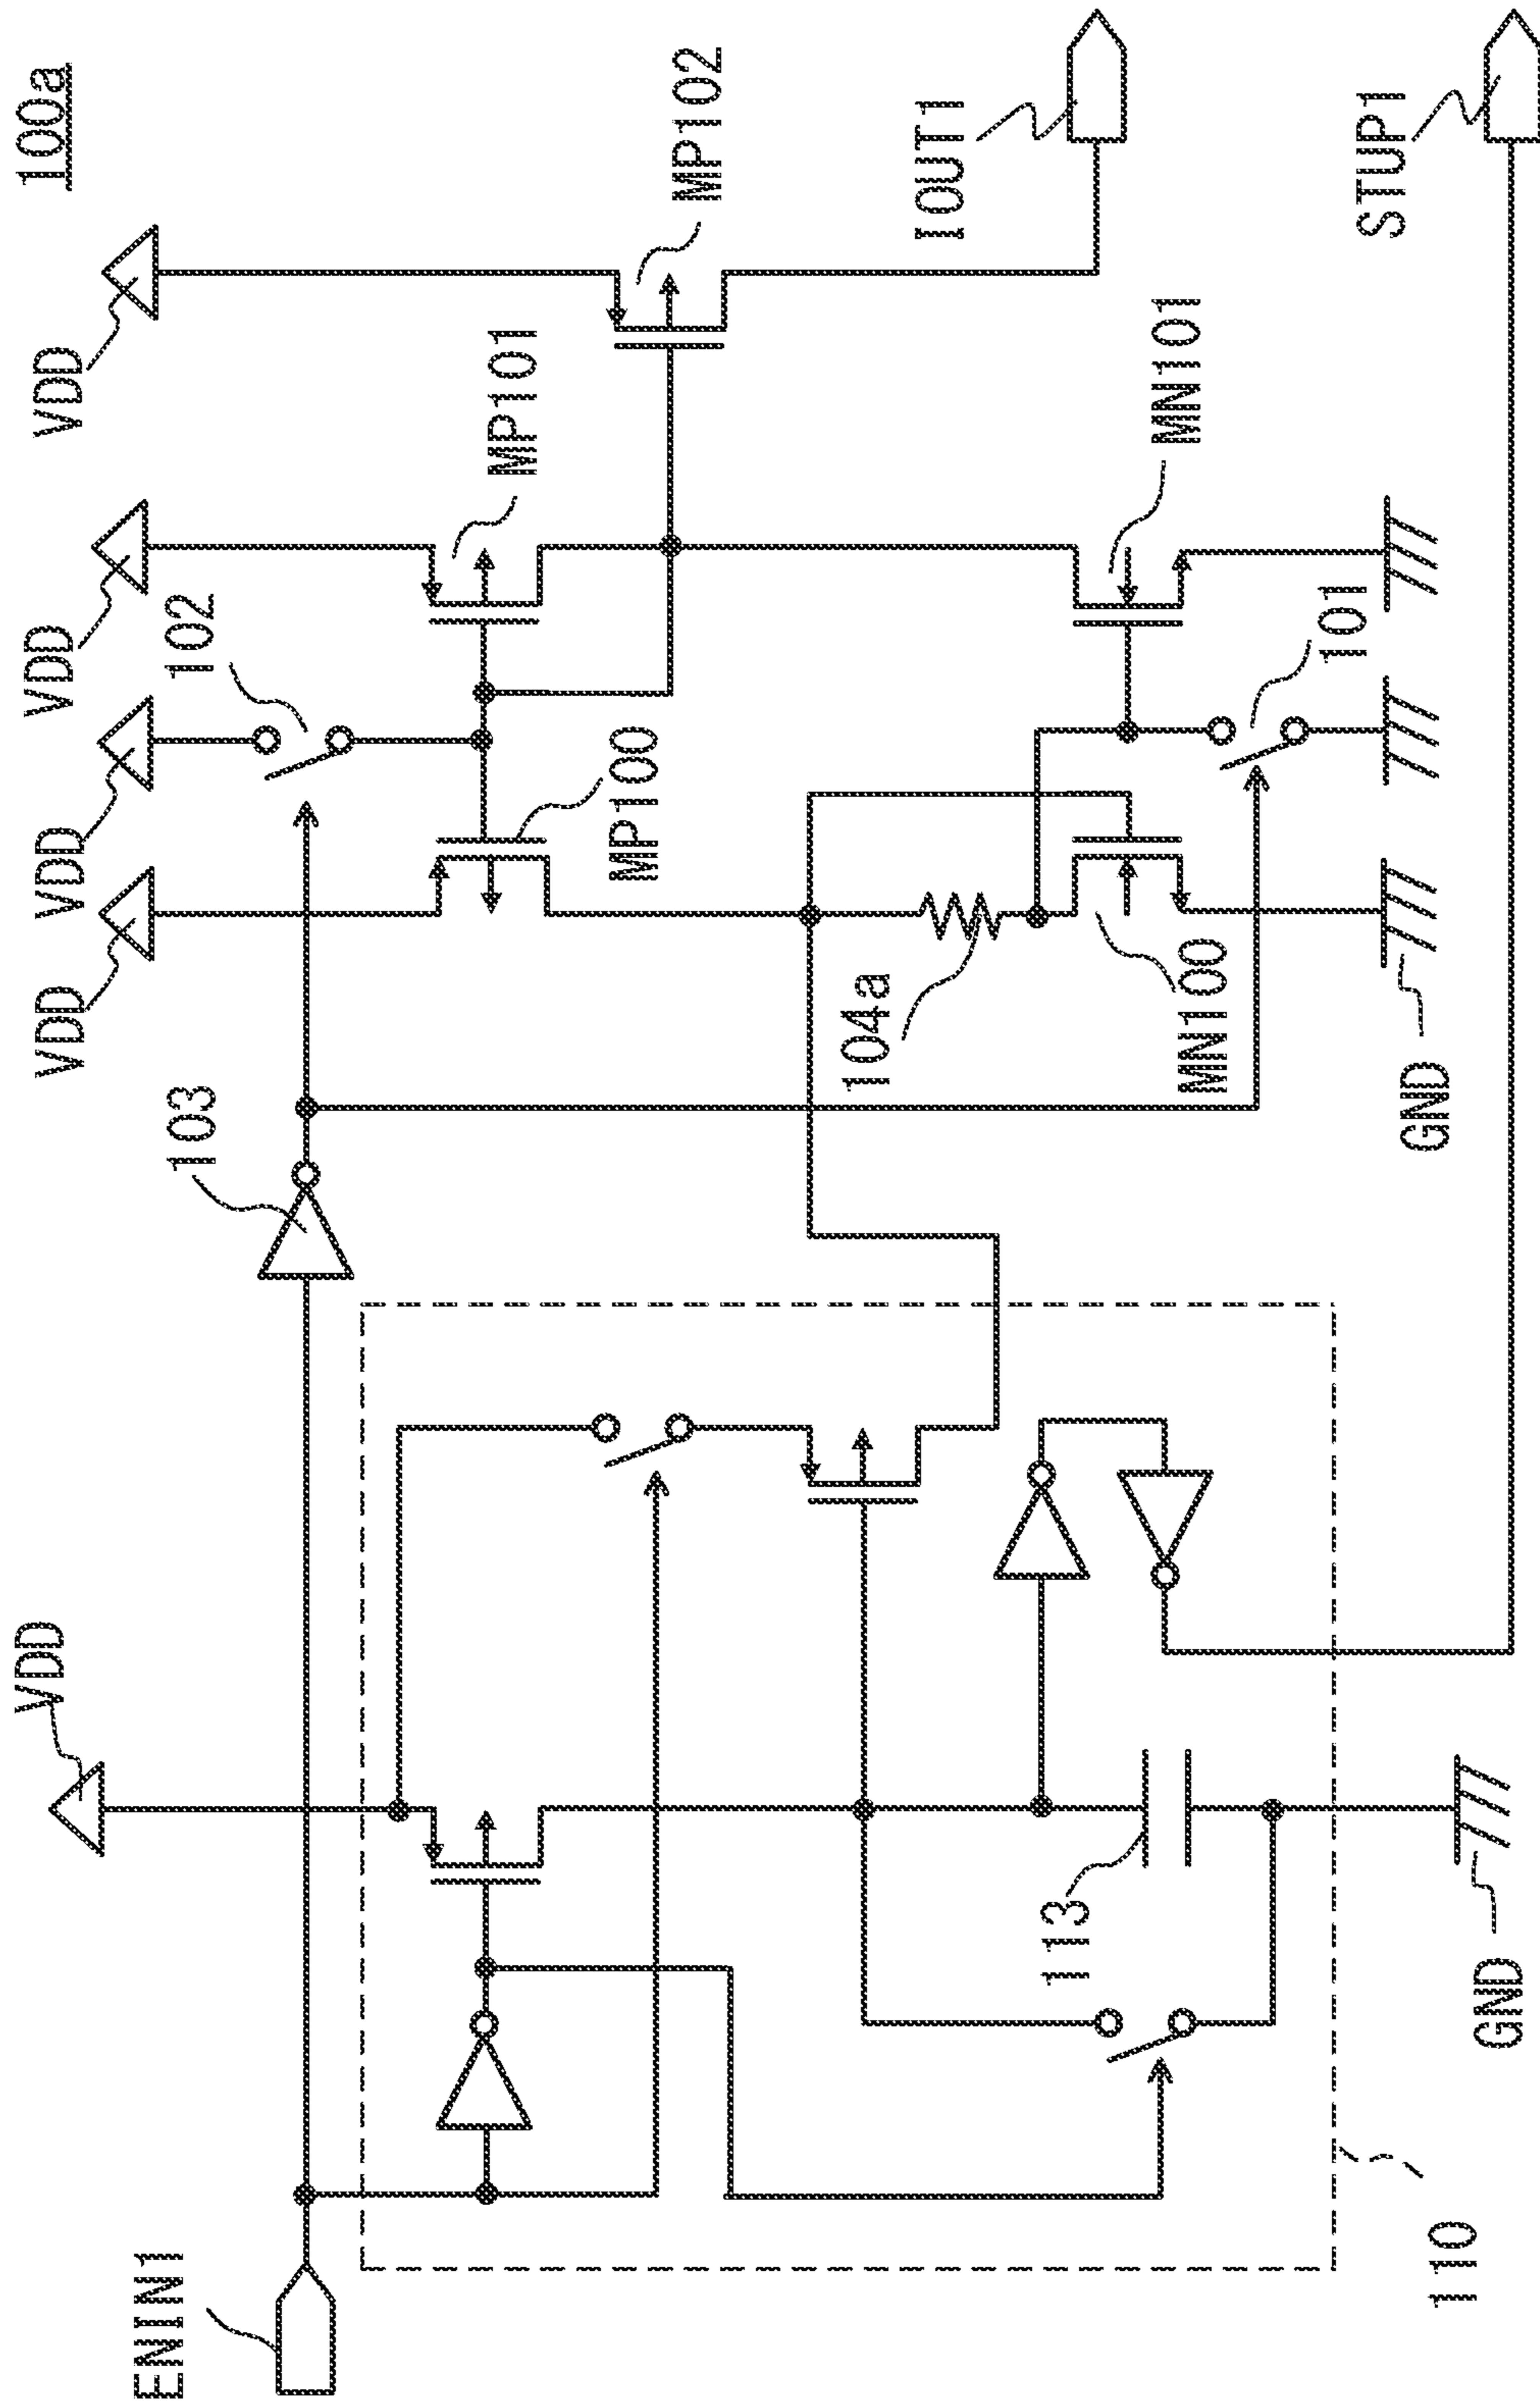 100a
VDD
VDD
VDD
VDD
VDD
102
103
MP102
MP101
MP100
IOUT1
MN101
101
104a
MN100
STUP1
GND
ENIN1
113
GND
110